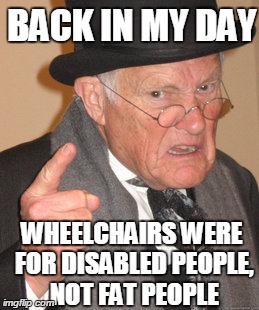 BACK IN MY DAY
WHEELCHAIRS WERE
FOR DISABLED PEOPLE,
NOT FAT PEOPLE
imgflip.com